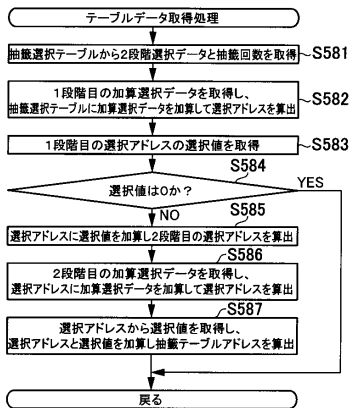 テーブルデータ取得処理
抽籤選択テーブルから2段階選択データと抽籤回数を取得
S581
1段階目の加算選択データを取得し、
抽籤選択テーブルに加算選択データを加算して選択アドレスを算出
S582
1段階目の選択アドレスの選択値を取得
S583
S584
選択値は0か?
YES
NO
S585
選択アドレスに選択値を加算し2段階目の選択アドレスを算出
S586
2段階目の加算選択データを取得し、
選択アドレスに加算選択データを加算して選択アドレスを算出
S587
選択アドレスから選択値を取得し、
選択アドレスと選択値を加算し抽籤テーブルアドレスを算出
戻る